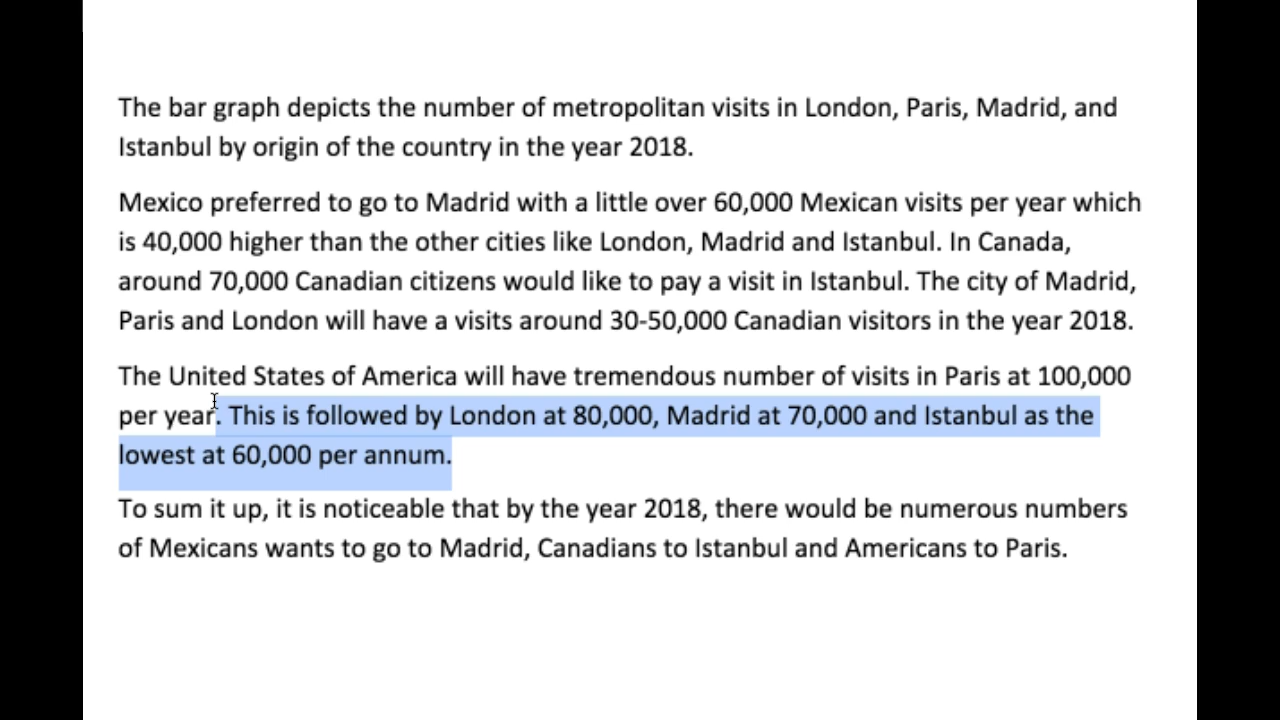 The bar graph depicts the number of metropolitan visits in London, Paris, Madrid, and
Istanbul by origin of the country in the year 2018.
Mexico preferred to go to Madrid with a little over 60,000 Mexican visits per year which
is 40,000 higher than the other cities like London, Madrid and Istanbul. In Canada,
around 70,000 Canadian citizens would like to pay a visit in Istanbul. The city of Madrid,
Paris and London will have a visits around 30-50,000 Canadian visitors in the year 2018.
The United States of America will have tremendous number of visits in Paris at 100,000
per year. This is followed by London at 80,000, Madrid at 70,000 and Istanbul as the
lowest at 60,000 per annum.
To sum it up, it is noticeable that by the year 2018, there would be numerous numbers
of Mexicans wants to go to Madrid, Canadians to Istanbul and Americans to Paris.